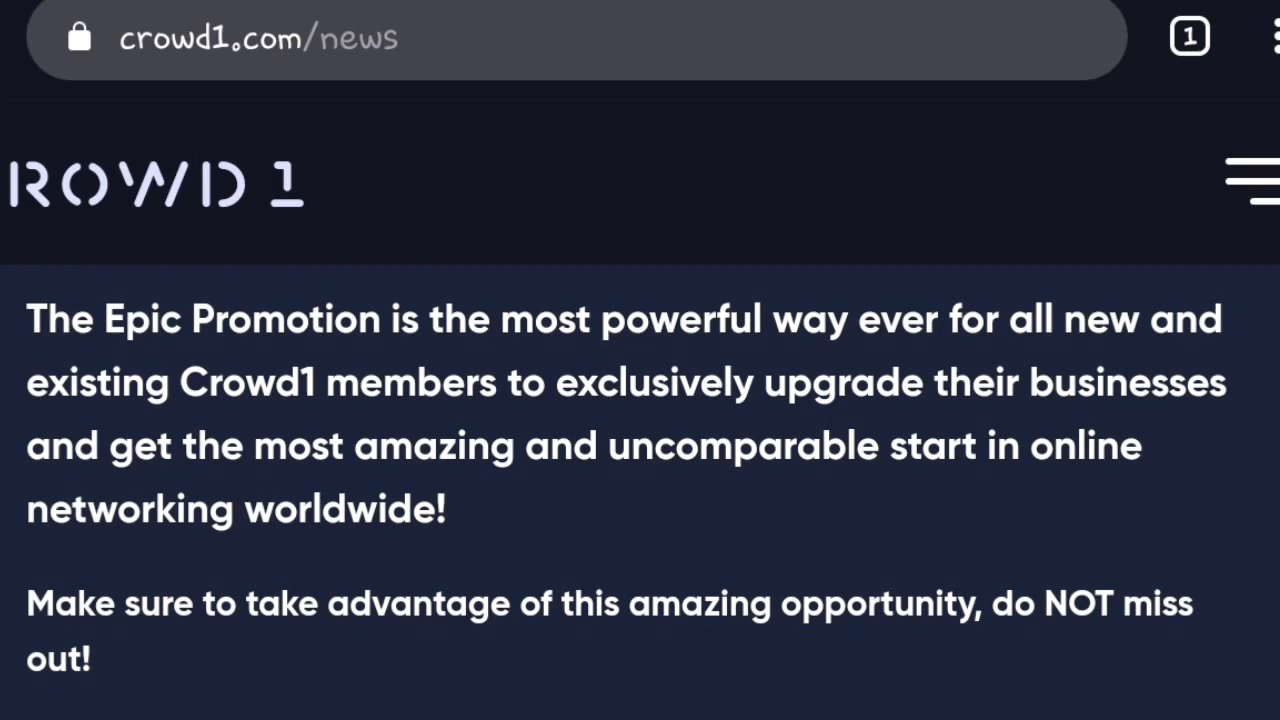 crowd1.com/news
1
ROWD 1
The Epic Promotion is the most powerful way ever for all new and
existing Crowd1 members to exclusively upgrade their businesses
and get the most amazing and uncomparable start in online
networking worldwide!
Make sure to take advantage of this amazing opportunity, do NOT miss
out!